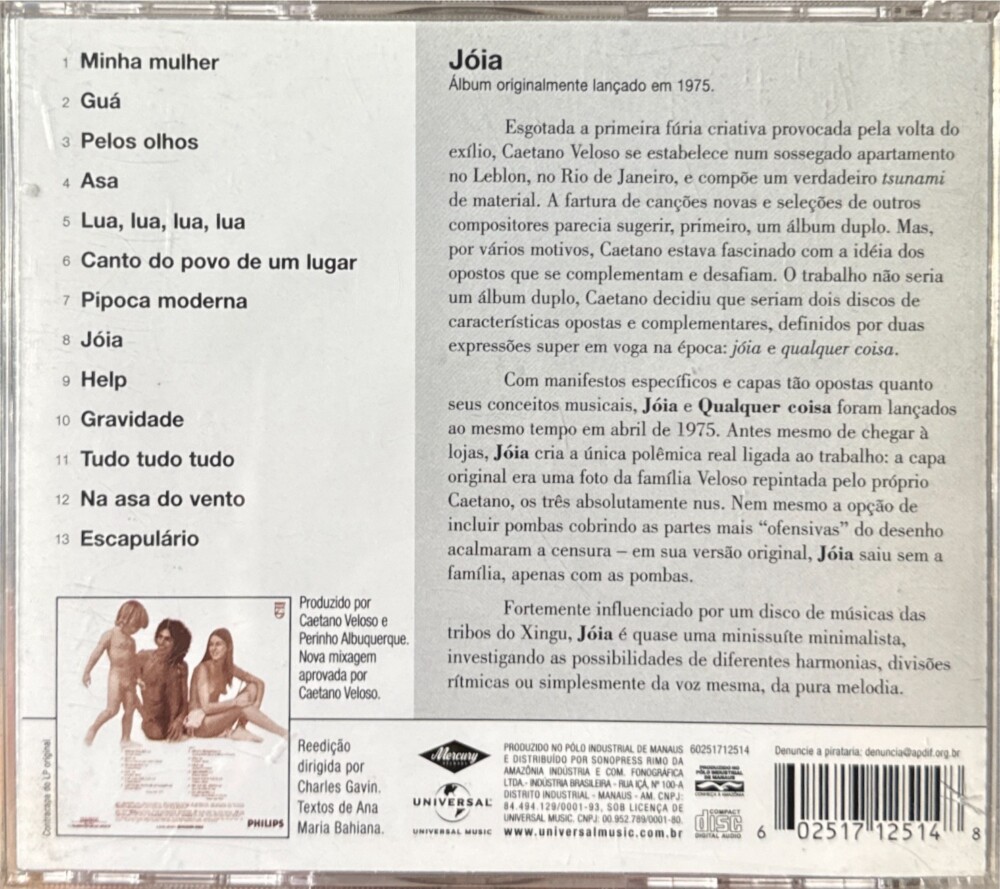 1 Minha mulher
2 Guá
3 Pelos olhos
4 Asa
5 Lua, lua, lua, lua
6 Canto do povo de um lugar
7 Pipoca moderna
8 Jóia
9 Help
10 Gravidade
11 Tudo tudo tudo
12 Na asa do vento
13 Escapulário
Jóia
Álbum originalmente lançado em 1975.
Esgotada a primeira fúria criativa provocada pela volta do
exílio, Caetano Veloso se estabelece num sossegado apartamento
no Leblon, no Rio de Janeiro, e compõe um verdadeiro tsunami
de material. A fartura de canções novas e seleções de outros
compositores parecia sugerir, primeiro, um álbum duplo. Mas,
por vários motivos, Caetano estava fascinado com a idéia dos
opostos que se complementam e desafiam. O trabalho não seria
um álbum duplo, Caetano decidiu que seriam dois discos de
características opostas e complementares, definidos por duas
expressões super em voga na época: jóia e qualquer coisa.
Com manifestos específicos e capas tão opostas quanto
seus conceitos musicais, Jóia e Qualquer coisa foram lançados
ao mesmo tempo em abril de 1975. Antes mesmo de chegar à
lojas, Jóia cria a única polêmica real ligada ao trabalho: a capa
original era uma foto da família Veloso repintada pelo próprio
Caetano, os três absolutamente nus. Nem mesmo a opção de
incluir pombas cobrindo as partes mais “ofensivas” do desenho
acalmaram a censura – em sua versão original, Jóia saiu sem a
família, apenas com as pombas.
Fortemente influenciado por um disco de músicas das
tribos do Xingu, Jóia é quase uma minissuíte minimalista,
investigando as possibilidades de diferentes harmonias, divisões
rítmicas ou simplesmente da voz mesma, da pura melodia.
Produzido por
Caetano Veloso e
Perinho Albuquerque.
Nova mixagem
aprovada por
Caetano Veloso.
Contracapa do LP original
PHILIPS
Reedição
dirigida por
Charles Gavin.
Textos de Ana
Maria Bahiana.
Mercury
UNIVERSAL
UNIVERSAL MUSIC
PRODUZIDO NO PÓLO INDUSTRIAL DE MANAUS
E DISTRIBUÍDO POR SONOPRESS RIMO DA
AMAZÔNIA INDÚSTRIA E COM. FONOGRÁFICA
LTDA.- INDÚSTRIA BRASILEIRA - RUA IÇÁ, Nº 100-A
DISTRITO INDUSTRIAL - MANAUS - AM. CNPJ:
84.494.129/0001-93, SOB LICENÇA DE
UNIVERSAL MUSIC. CNPJ: 00.952.789/0001-80.
www.universalmusic.com.br
60251712514
PRODUZIDO NO
PÓLO INDUSTRIAL
DE MANAUS
CONHEÇA A AMAZÔNIA
COMPACT
disc
DIGITAL AUDIO
Denuncie a pirataria: denuncia@apdif.org.br
6 02517 12514 8